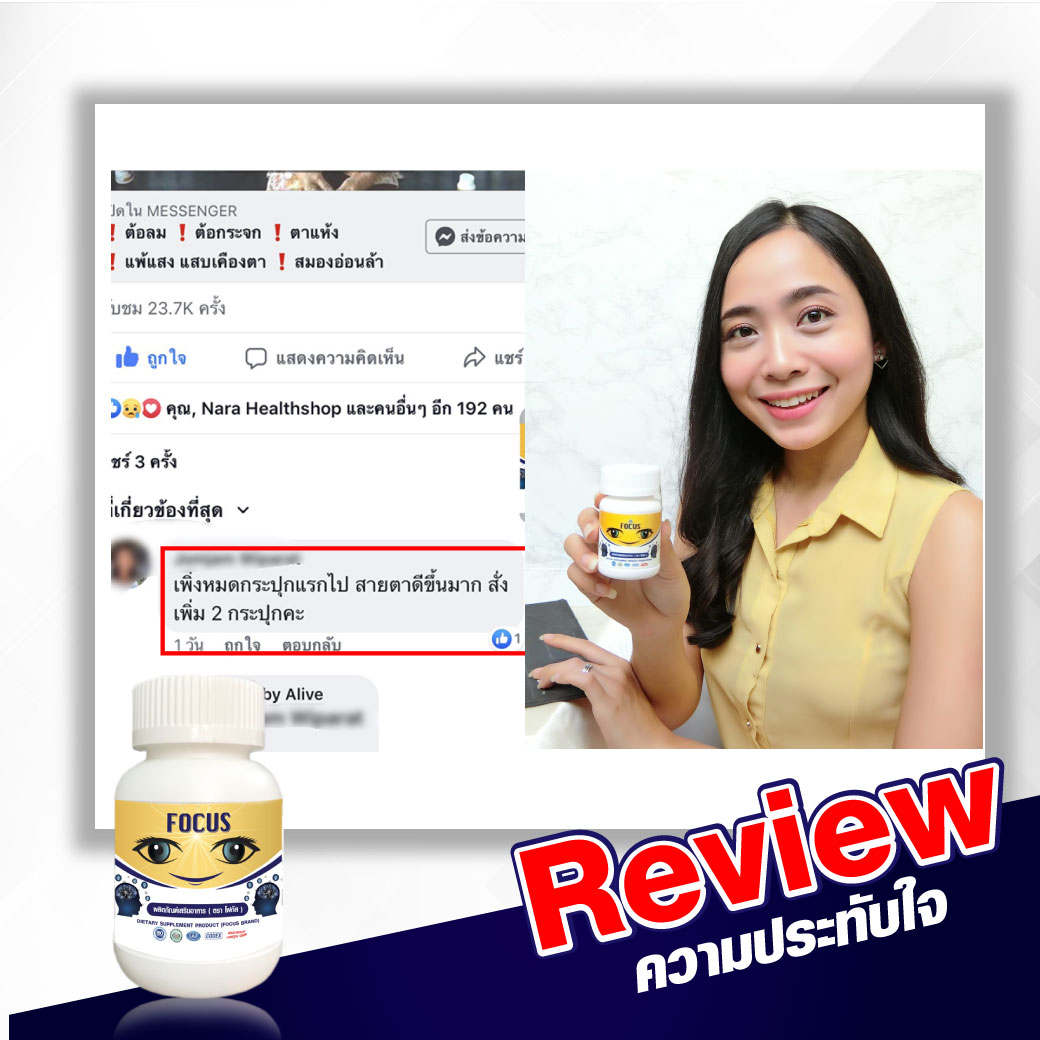 ปิดใน MESSENGER
❗ ต้อลม ❗ ต้อกระจก ❗ ตาแห้ง
❗ แพ้แสง แสบเคืองตา ❗ สมองอ่อนล้า
ส่งข้อความ
บชม 23.7K ครั้ง
ถูกใจ แสดงความคิดเห็น แชร์
คุณ, Nara Healthshop และคนอื่นๆ อีก 192 คน
ชร์ 3 ครั้ง
ที่เกี่ยวข้องที่สุด
เพิ่งหมดกระปุกแรกไป สายตาดีขึ้นมาก สั่ง
เพิ่ม 2 กระปุกคะ
1 วัน ถูกใจ ตอบกลับ 1
by Alive
FOCUS
FOCUS
ผลิตภัณฑ์เสริมอาหาร ( ตรา โฟกัส )
DIETARY SUPPLEMENT PRODUCT (FOCUS BRAND)
CODEX
Review
ความประทับใจ